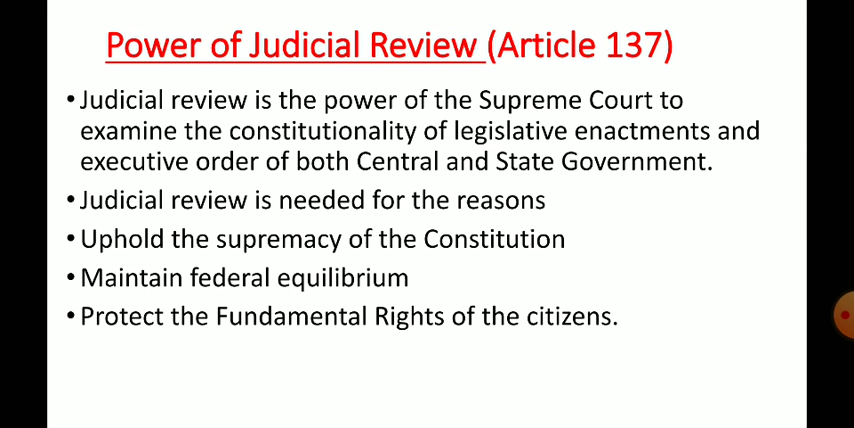 Power of Judicial Review (Article 137)
•Judicial review is the power of the Supreme Court to
examine the constitutionality of legislative enactments and
executive order of both Central and State Government.
•Judicial review is needed for the reasons
•Uphold the supremacy of the Constitution
•Maintain federal equilibrium
•Protect the Fundamental Rights of the citizens.